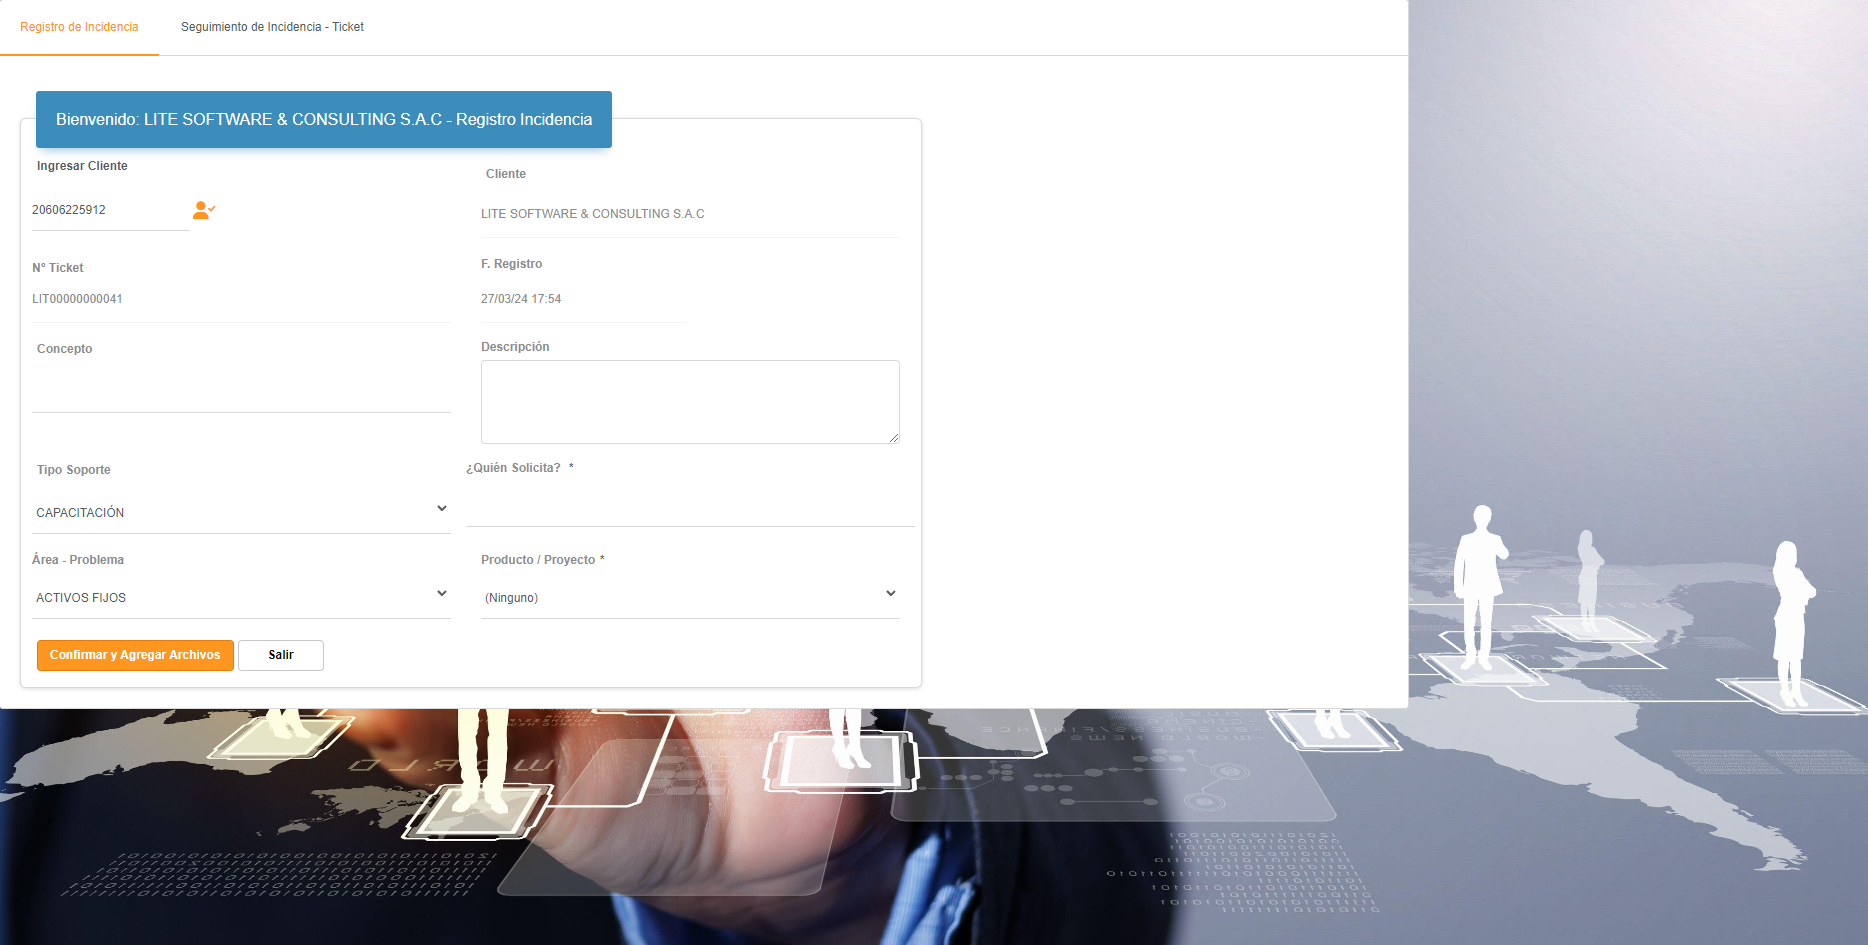 Registro de Incidencia
Seguimiento de Incidencia - Ticket
Bienvenido: LITE SOFTWARE & CONSULTING S.A.C - Registro Incidencia
Ingresar Cliente
20606225912
Cliente
LITE SOFTWARE & CONSULTING S.A.C
N° Ticket
LIT00000000041
F. Registro
27/03/24 17:54
Concepto
Descripción
Tipo Soporte
CAPACITACIÓN
¿Quién Solicita? *
Área - Problema
ACTIVOS FIJOS
Producto / Proyecto *
(Ninguno)
Confirmar y Agregar Archivos
Salir
WORLD